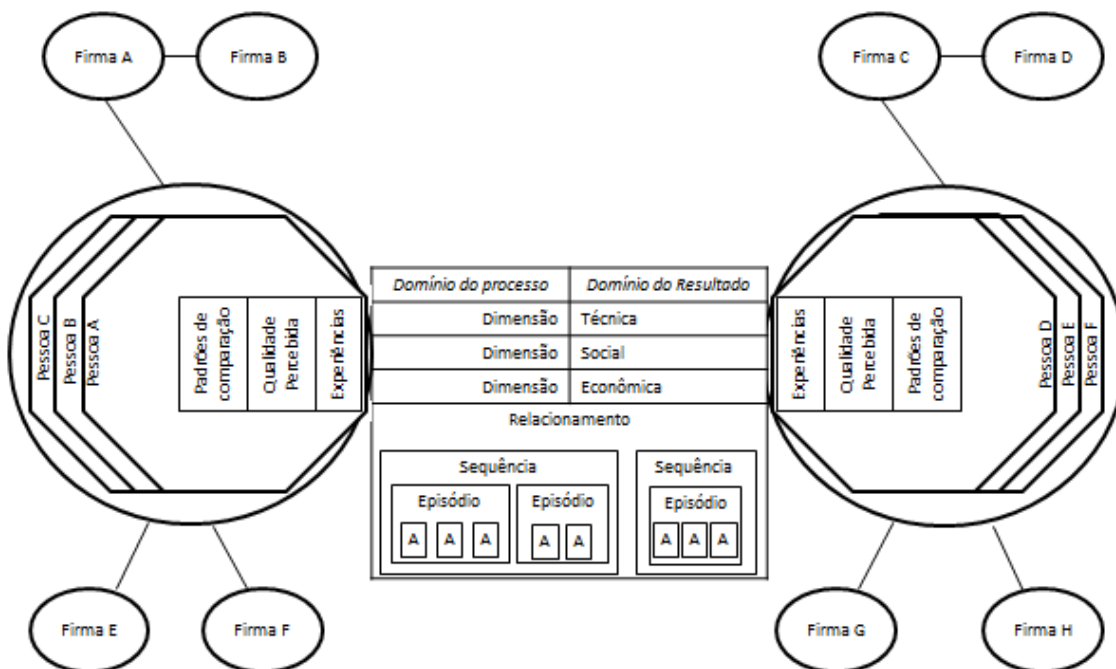 Firma A
Firma B
Firma C
Firma D
Pessoa C
Pessoa B
Pessoa A
Padrões de
comparação
Qualidade
Percebida
Experiências
Domínio do processo
Domínio do Resultado
Dimensão
Técnica
Dimensão
Social
Dimensão
Econômica
Relacionamento
Sequência
Episódio
A
A
A
Episódio
A
A
Sequência
Episódio
A
A
A
Experiências
Qualidade
Percebida
Padrões de
comparação
Pessoa D
Pessoa E
Pessoa F
Firma E
Firma F
Firma G
Firma H